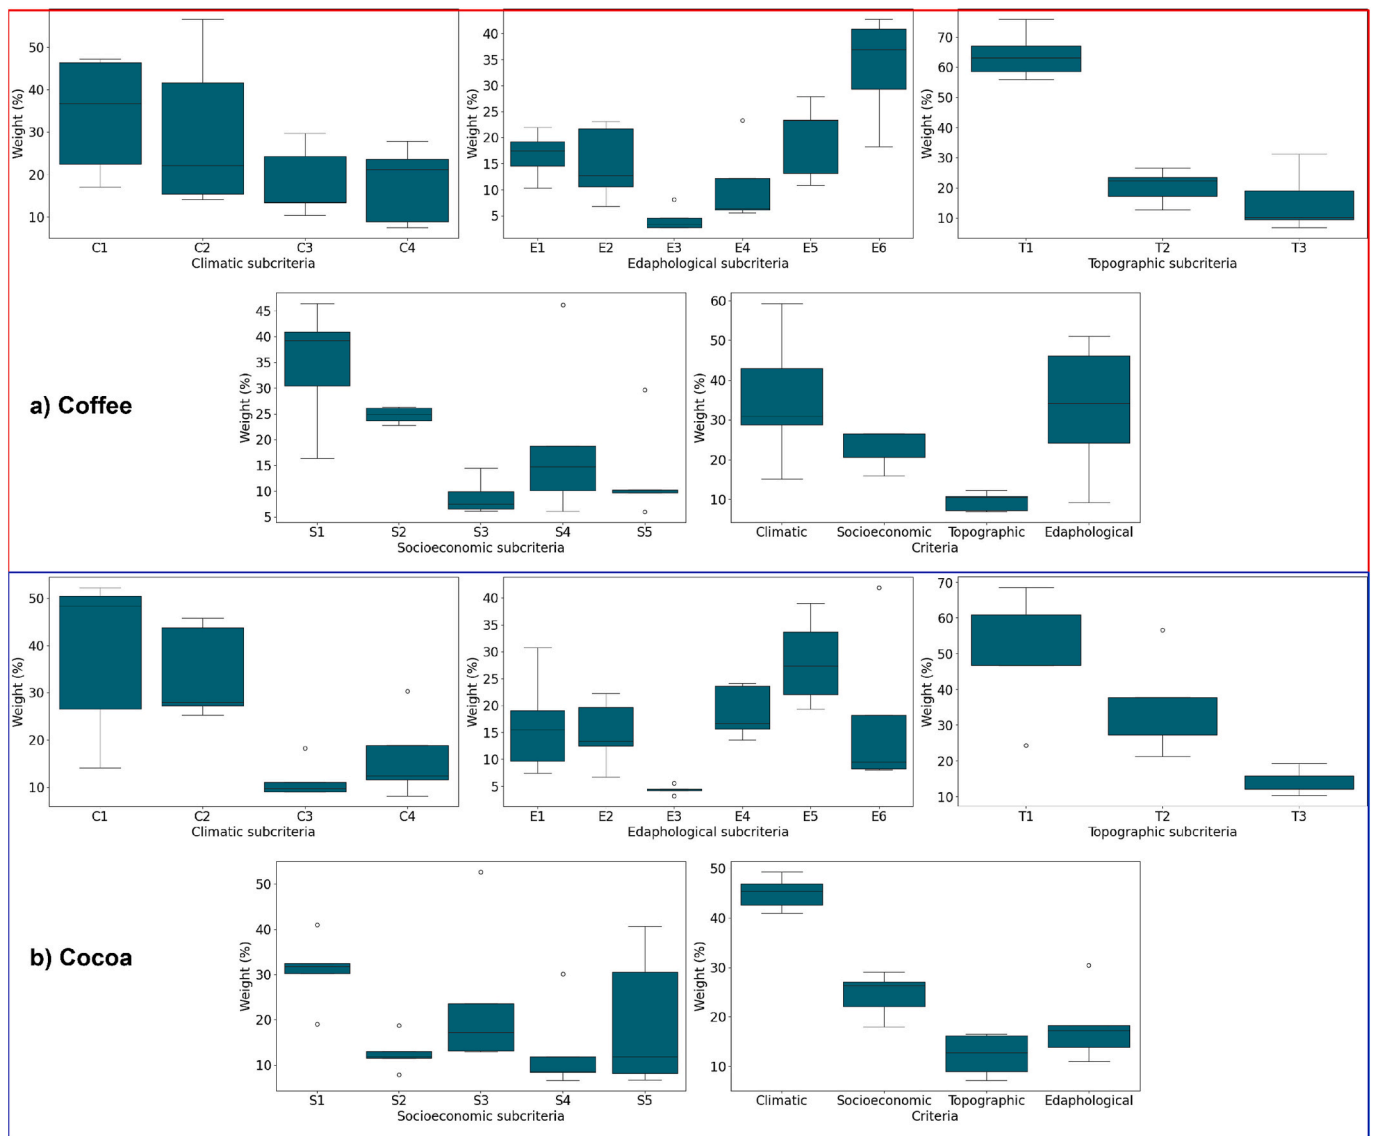 50
40
30
20
10
Weight (%)
C1 C2 C3 C4
Climatic subcriteria
40
35
30
25
20
15
10
5
Weight (%)
E1 E2 E3 E4 E5 E6
Edaphological subcriteria
70
60
50
40
30
20
10
Weight (%)
T1 T2 T3
Topographic subcriteria
a) Coffee
45
40
35
30
25
20
15
10
5
Weight (%)
S1 S2 S3 S4 S5
Socioeconomic subcriteria
60
50
40
30
20
10
Weight (%)
Climatic Socioeconomic Topographic Edaphological
Criteria
50
40
30
20
10
Weight (%)
C1 C2 C3 C4
Climatic subcriteria
40
35
30
25
20
15
10
5
Weight (%)
E1 E2 E3 E4 E5 E6
Edaphological subcriteria
70
60
50
40
30
20
10
Weight (%)
T1 T2 T3
Topographic subcriteria
b) Cocoa
50
40
30
20
10
Weight (%)
S1 S2 S3 S4 S5
Socioeconomic subcriteria
50
40
30
20
10
Weight (%)
Climatic Socioeconomic Topographic Edaphological
Criteria